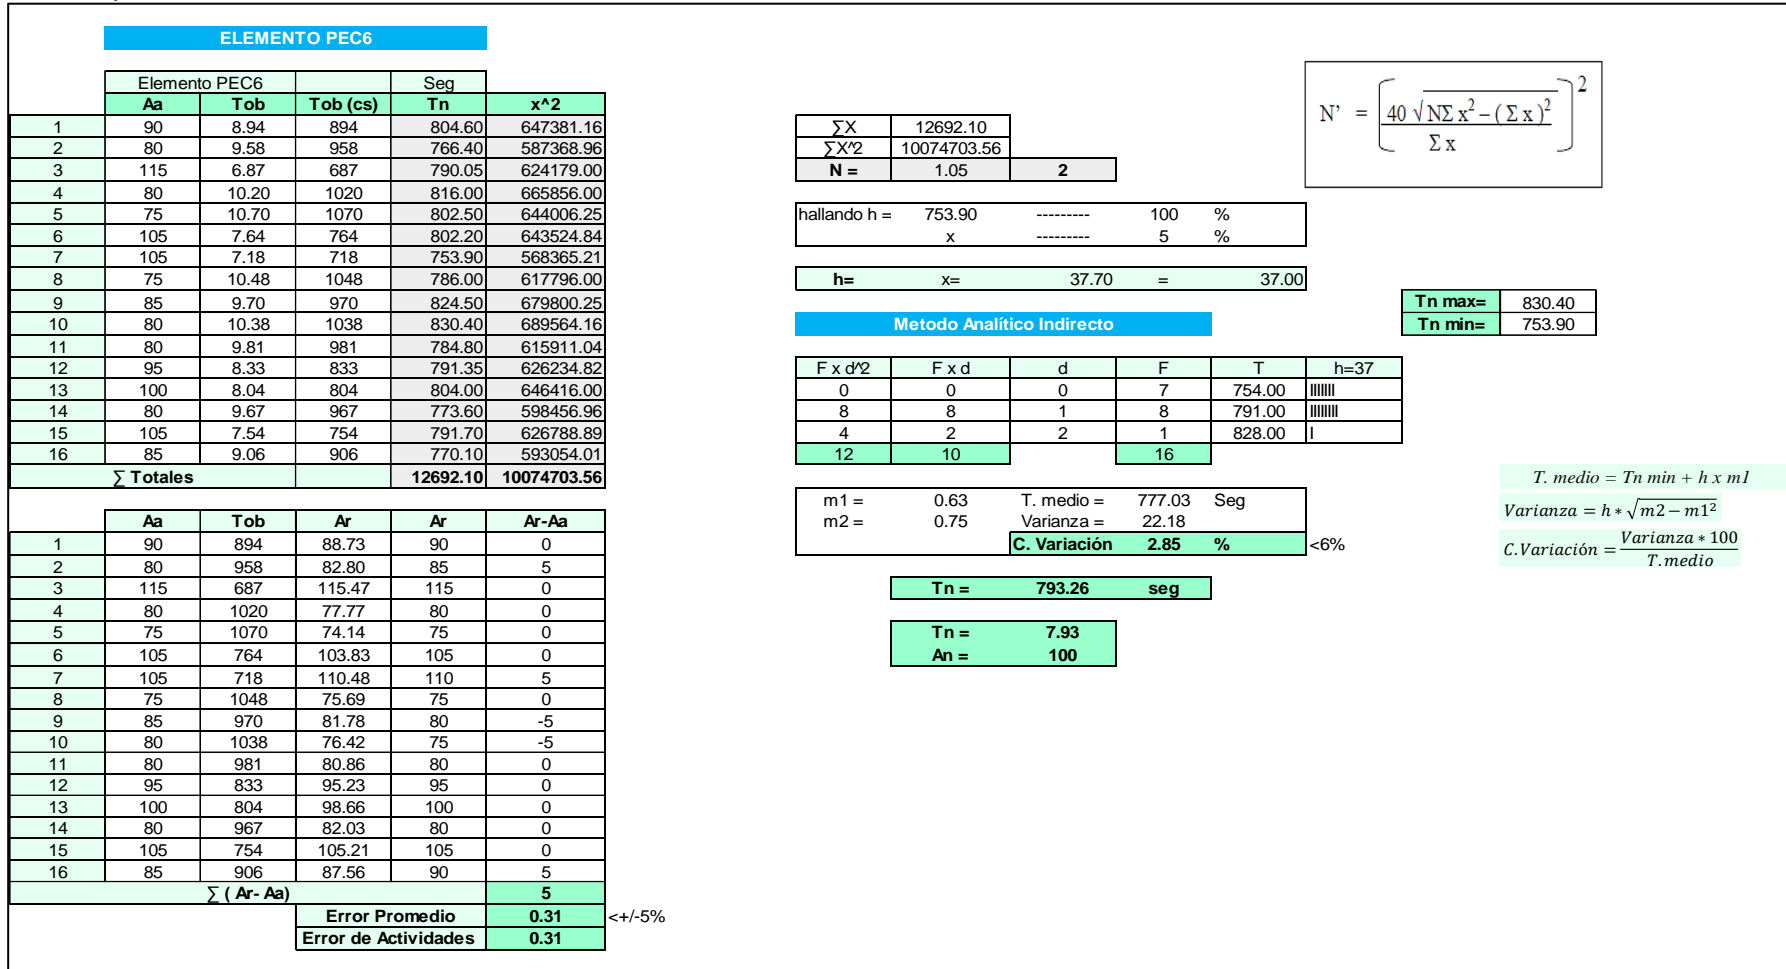 ELEMENTO PEC6
Elemento PEC6 Seg
Aa Tob Tob (cs) Tn x^2
1 90 8.94 894 804.60 647381.16
2 80 9.58 958 766.40 587368.96
3 115 6.87 687 790.05 624179.00
4 80 10.20 1020 816.00 665856.00
5 75 10.70 1070 802.50 644006.25
6 105 7.64 764 802.20 643524.84
7 105 7.18 718 753.90 568365.21
8 75 10.48 1048 786.00 617796.00
9 85 9.70 970 824.50 679800.25
10 80 10.38 1038 830.40 689564.16
11 80 9.81 981 784.80 615911.04
12 95 8.33 833 791.35 626234.82
13 100 8.04 804 804.00 646416.00
14 80 9.67 967 773.60 598456.96
15 105 7.54 754 791.70 626788.89
16 85 9.06 906 770.10 593054.01
∑ Totales 12692.10 10074703.56
Aa Tob Ar Ar Ar-Aa
1 90 894 88.73 90 0
2 80 958 82.80 85 5
3 115 687 115.47 115 0
4 80 1020 77.77 80 0
5 75 1070 74.14 75 0
6 105 764 103.83 105 0
7 105 718 110.48 110 5
8 75 1048 75.69 75 0
9 85 970 81.78 80 -5
10 80 1038 76.42 75 -5
11 80 981 80.86 80 0
12 95 833 95.23 95 0
13 100 804 98.66 100 0
14 80 967 82.03 80 0
15 105 754 105.21 105 0
16 85 906 87.56 90 5
∑ ( Ar- Aa) 5
Error Promedio 0.31 <+/-5%
Error de Actividades 0.31
∑X 12692.10
∑X^2 10074703.56
N = 1.05 2
hallando h = 753.90 --------- 100 %
x --------- 5 %
h= x= 37.70 = 37.00
Metodo Analítico Indirecto
F x d^2 F x d d F T h=37
0 0 0 7 754.00 IIIIIII
8 8 1 8 791.00 IIIIIIII
4 2 2 1 828.00 I
12 10 16
m1 = 0.63 T. medio = 777.03 Seg
m2 = 0.75 Varianza = 22.18
C. Variación 2.85 % <6%
Tn = 793.26 seg
Tn = 7.93
An = 100
N’ = [40 √(NΣ x² – (Σ x)²) / Σ x]²
Tn max= 830.40
Tn min= 753.90
T. medio = Tn min + h x m1
Varianza = h ∗ √(m2 − m1²)
C.Variación = Varianza ∗ 100 / T.medio